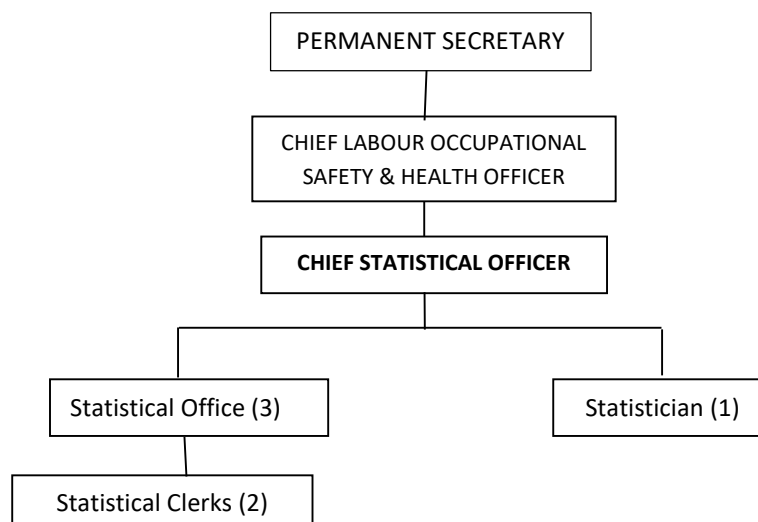 PERMANENT SECRETARY
CHIEF LABOUR OCCUPATIONAL
SAFETY & HEALTH OFFICER
CHIEF STATISTICAL OFFICER
Statistical Office (3)
Statistician (1)
Statistical Clerks (2)